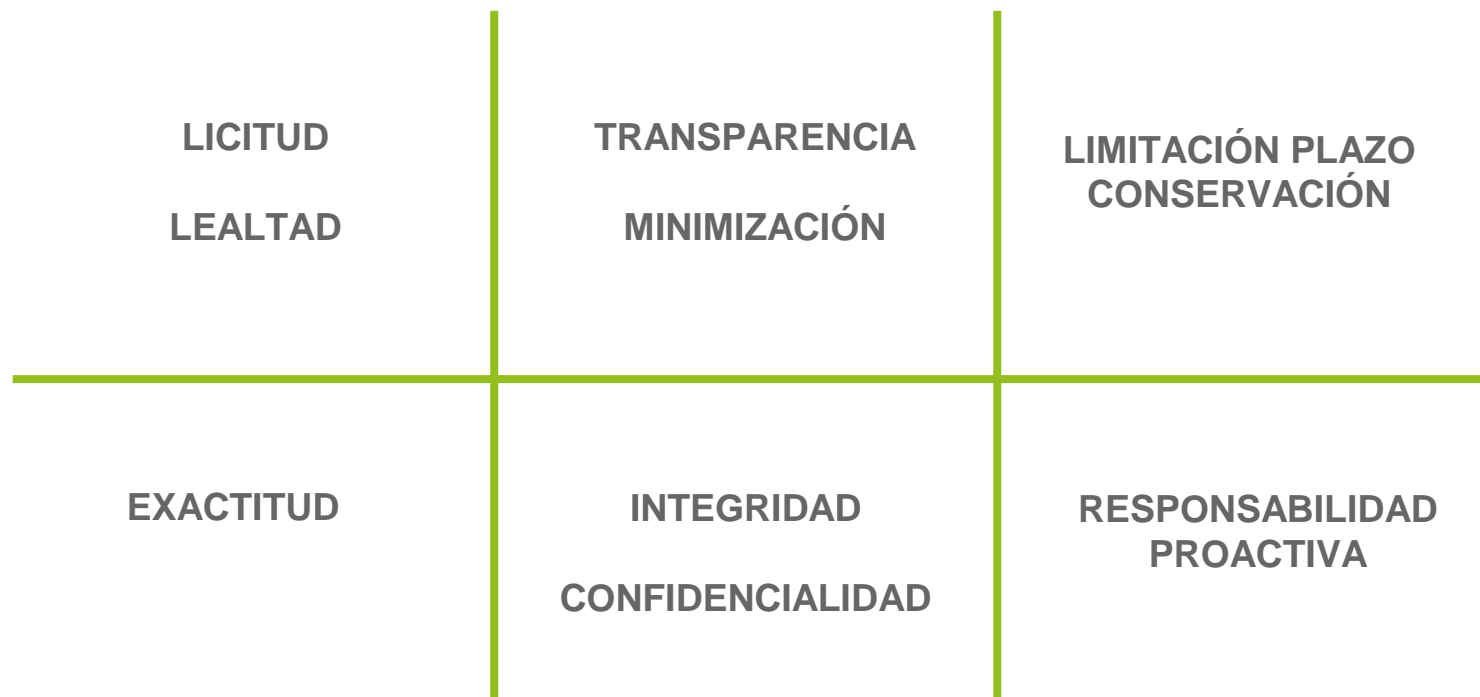 LICITUD
LEALTAD
TRANSPARENCIA
MINIMIZACIÓN
LIMITACIÓN PLAZO
CONSERVACIÓN
EXACTITUD
INTEGRIDAD
CONFIDENCIALIDAD
RESPONSABILIDAD
PROACTIVA